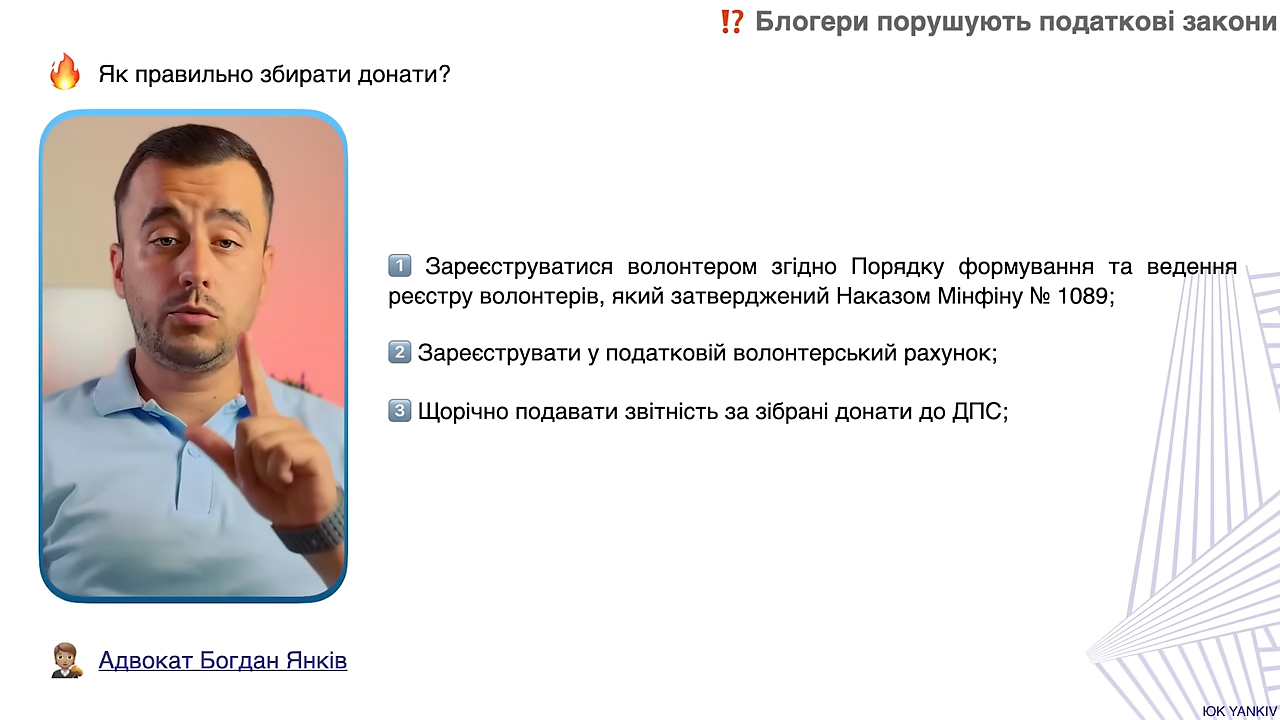 ⁉️ Блогери порушують податкові закони
🔥 Як правильно збирати донати?
1️⃣ Зареєструватися волонтером згідно Порядку формування та ведення
реєстру волонтерів, який затверджений Наказом Мінфіну № 1089;
2️⃣ Зареєструвати у податковій волонтерський рахунок;
3️⃣ Щорічно подавати звітність за зібрані донати до ДПС;
Адвокат Богдан Янків
ЮК YANKIV